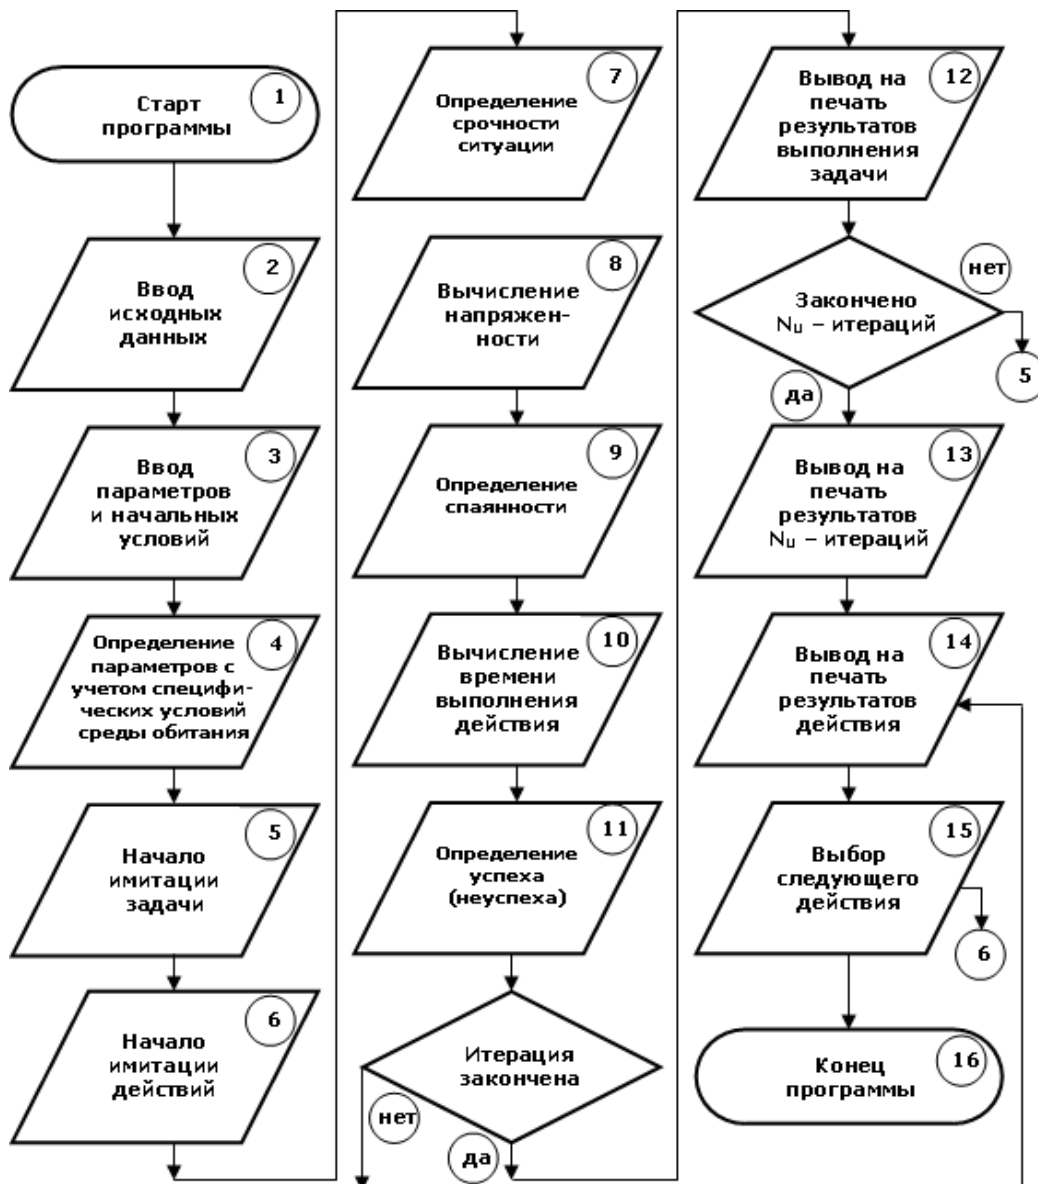 1
Старт
программы
2
Ввод
исходных
данных
3
Ввод
параметров
и начальных
условий
4
Определение
параметров с
учетом специфи-
ческих условий
среды обитания
5
Начало
имитации
задачи
6
Начало
имитации
действий
7
Определение
срочности
ситуации
8
Вычисление
напряжен-
ности
9
Определение
спаянности
10
Вычисление
времени
выполнения
действия
11
Определение
успеха
(неуспеха)
Итерация
закончена
нет
да
12
Вывод на
печать
результатов
выполнения
задачи
нет
Закончено
Nи – итераций
5
да
13
Вывод на
печать
результатов
Nи – итераций
14
Вывод на
печать
результатов
действия
15
Выбор
следующего
действия
6
16
Конец
программы